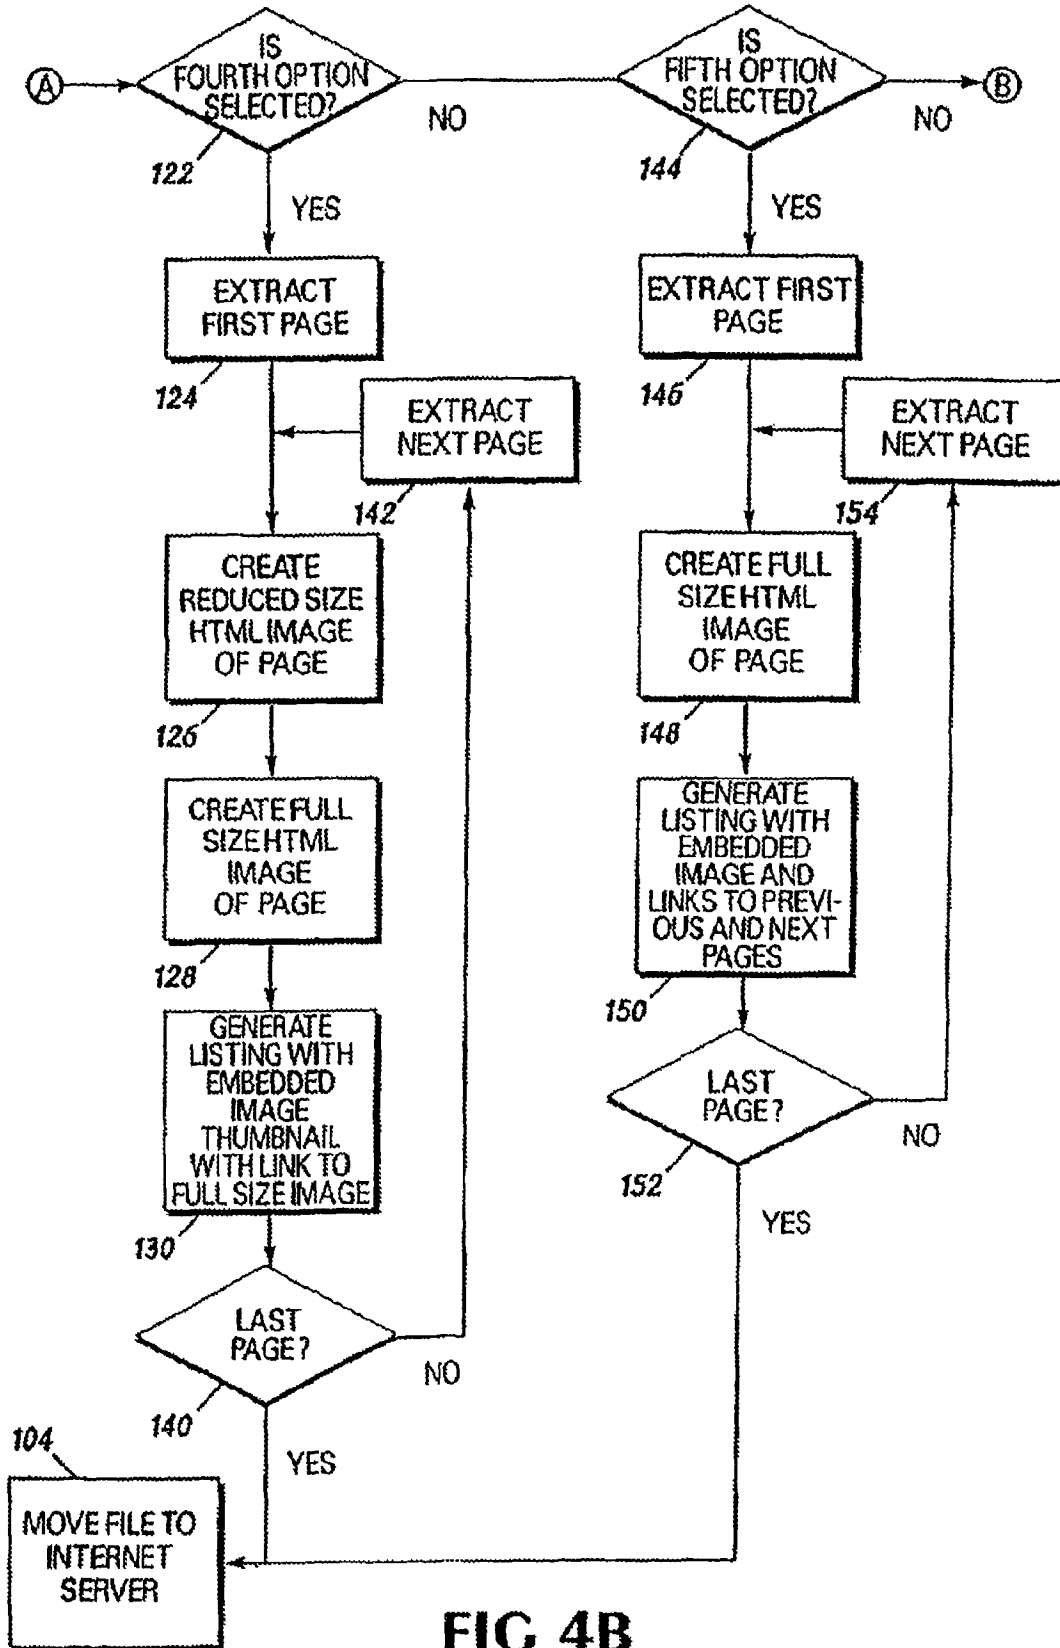 A
IS
FOURTH OPTION
SELECTED?
NO
122
YES
IS
FIFTH OPTION
SELECTED?
NO
B
144
YES
EXTRACT
FIRST PAGE
124
EXTRACT
NEXT PAGE
142
CREATE
REDUCED SIZE
HTML IMAGE
OF PAGE
126
CREATE FULL
SIZE HTML
IMAGE
OF PAGE
128
GENERATE
LISTING WITH
EMBEDDED
IMAGE
THUMBNAIL
WITH LINK TO
FULL SIZE IMAGE
130
LAST
PAGE?
NO
140
YES
104
MOVE FILE TO
INTERNET
SERVER
EXTRACT FIRST
PAGE
146
EXTRACT
NEXT PAGE
154
CREATE FULL
SIZE HTML
IMAGE
OF PAGE
148
GENERATE
LISTING WITH
EMBEDDED
IMAGE AND
LINKS TO PREVI-
OUS AND NEXT
PAGES
150
LAST
PAGE?
NO
152
YES
FIG 4B